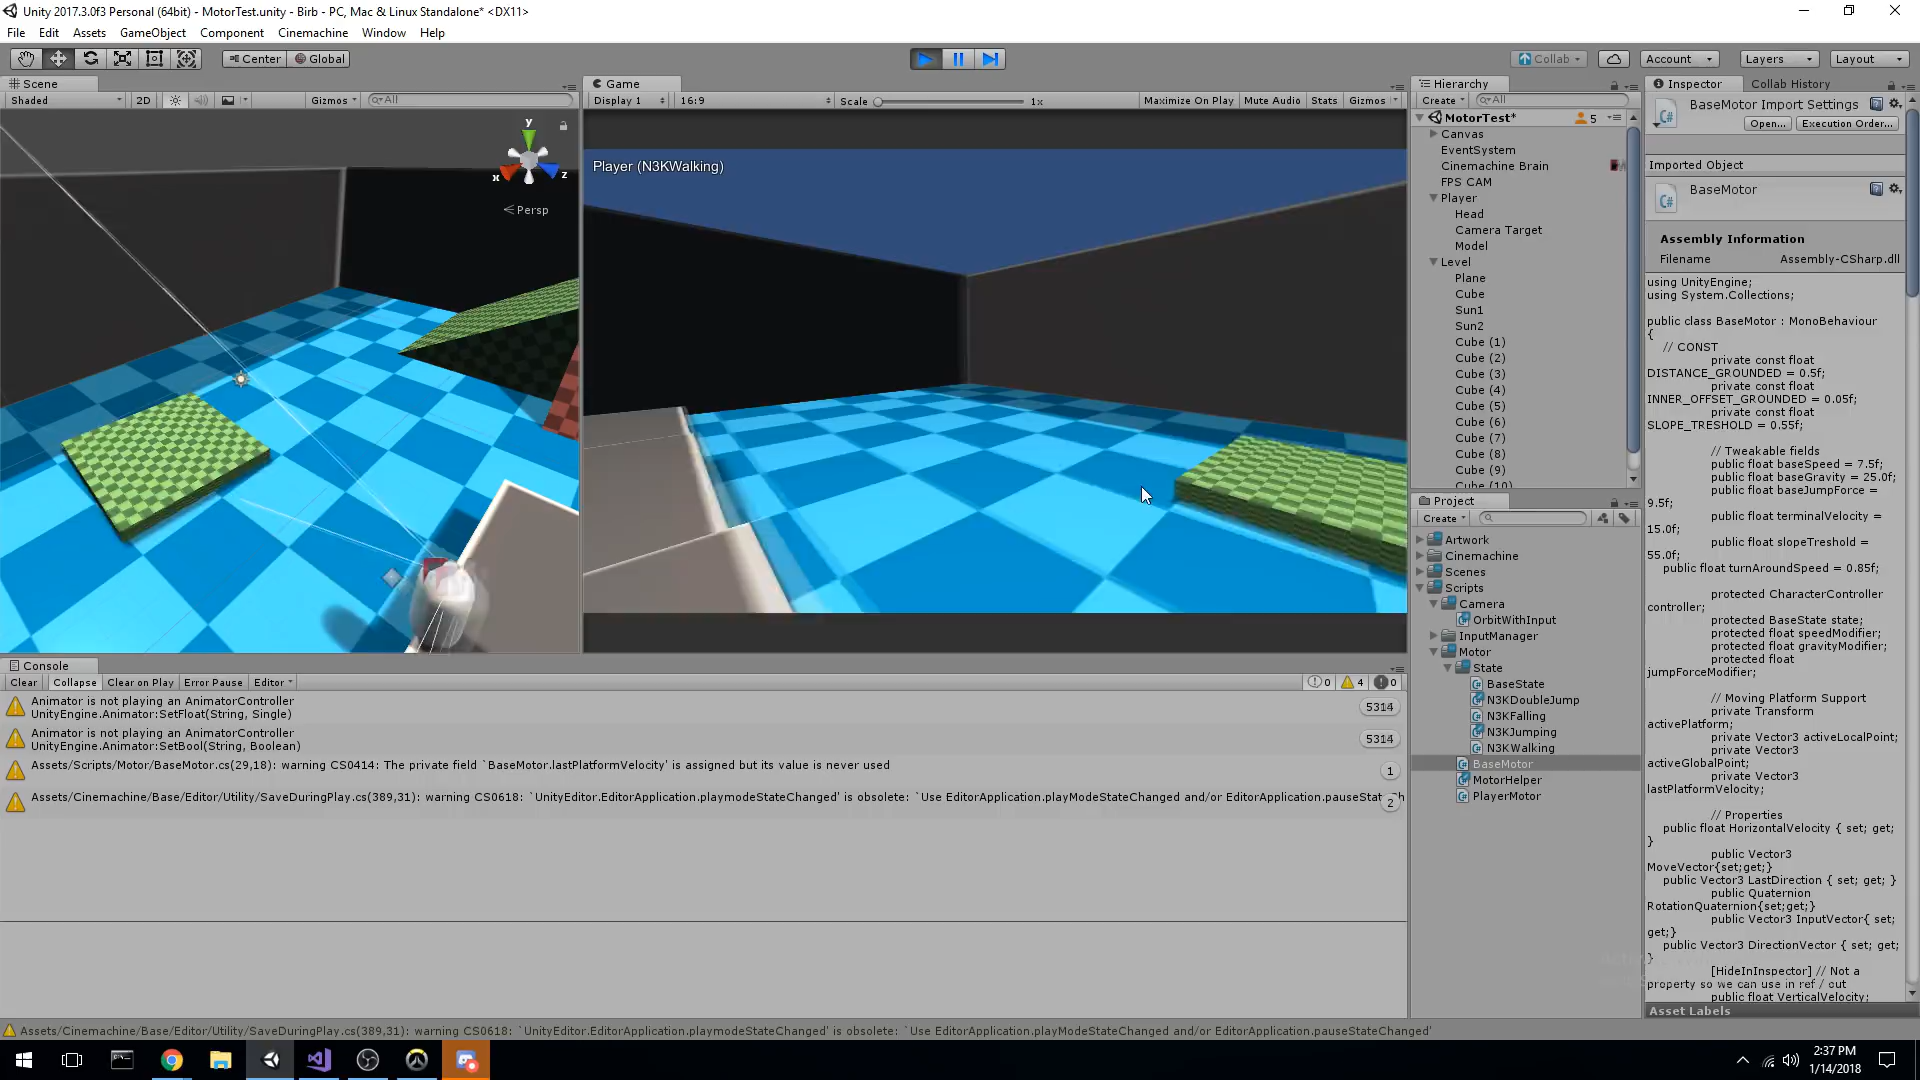 Unity 2017.3.0f3 Personal (64bit) - MotorTest.unity - Birb - PC, Mac & Linux Standalone* <DX11>
File Edit Assets GameObject Component Cinemachine Window Help
Center Global
Collab Account Layers Layout
Scene
Shaded 2D Gizmos All
y
x
z
Persp
Game
Display 1 16:9 Scale 1x Maximize On Play Mute Audio Stats Gizmos
Player (N3KWalking)
Console
Clear Collapse Clear on Play Error Pause Editor 0 4 0
Animator is not playing an AnimatorController
UnityEngine.Animator:SetFloat(String, Single)
5314
Animator is not playing an AnimatorController
UnityEngine.Animator:SetBool(String, Boolean)
5314
Assets/Scripts/Motor/BaseMotor.cs(29,18): warning CS0414: The private field `BaseMotor.lastPlatformVelocity' is assigned but its value is never used
1
Assets/Cinemachine/Base/Editor/Utility/SaveDuringPlay.cs(389,31): warning CS0618: `UnityEditor.EditorApplication.playmodeStateChanged' is obsolete: `Use EditorApplication.playModeStateChanged and/or EditorApplication.pauseStateCh
2
Hierarchy
Create All
MotorTest* 5
Canvas
EventSystem
Cinemachine Brain
FPS CAM
Player
Head
Camera Target
Model
Level
Plane
Cube
Sun1
Sun2
Cube (1)
Cube (2)
Cube (3)
Cube (4)
Cube (5)
Cube (6)
Cube (7)
Cube (8)
Cube (9)
Cube (10)
Project
Create
Artwork
Cinemachine
Scenes
Scripts
Camera
OrbitWithInput
InputManager
Motor
State
BaseState
N3KDoubleJump
N3KFalling
N3KJumping
N3KWalking
BaseMotor
MotorHelper
PlayerMotor
Inspector Collab History
BaseMotor Import Settings
Open... Execution Order...
Imported Object
BaseMotor
Assembly Information
Filename Assembly-CSharp.dll
using UnityEngine;
using System.Collections;
public class BaseMotor : MonoBehaviour
{
// CONST
private const float
DISTANCE_GROUNDED = 0.5f;
private const float
INNER_OFFSET_GROUNDED = 0.05f;
private const float
SLOPE_TRESHOLD = 0.55f;
// Tweakable fields
public float baseSpeed = 7.5f;
public float baseGravity = 25.0f;
public float baseJumpForce =
9.5f;
public float terminalVelocity =
15.0f;
public float slopeTreshold =
55.0f;
public float turnAroundSpeed = 0.85f;
protected CharacterController
controller;
protected BaseState state;
protected float speedModifier;
protected float gravityModifier;
protected float
jumpForceModifier;
// Moving Platform Support
private Transform
activePlatform;
private Vector3 activeLocalPoint;
private Vector3
activeGlobalPoint;
private Vector3
lastPlatformVelocity;
// Properties
public float HorizontalVelocity { set; get;
}
public Vector3
MoveVector{set;get;}
public Vector3 LastDirection { set; get; }
public Quaternion
RotationQuaternion{set;get;}
public Vector3 InputVector{ set;
get;}
public Vector3 DirectionVector { set; get;
}
[HideInInspector] // Not a
property so we can use in ref / out
public float VerticalVelocity;
Asset Labels
Assets/Cinemachine/Base/Editor/Utility/SaveDuringPlay.cs(389,31): warning CS0618: `UnityEditor.EditorApplication.playmodeStateChanged' is obsolete: `Use EditorApplication.playModeStateChanged and/or EditorApplication.pauseStateChanged'
2:37 PM
1/14/2018